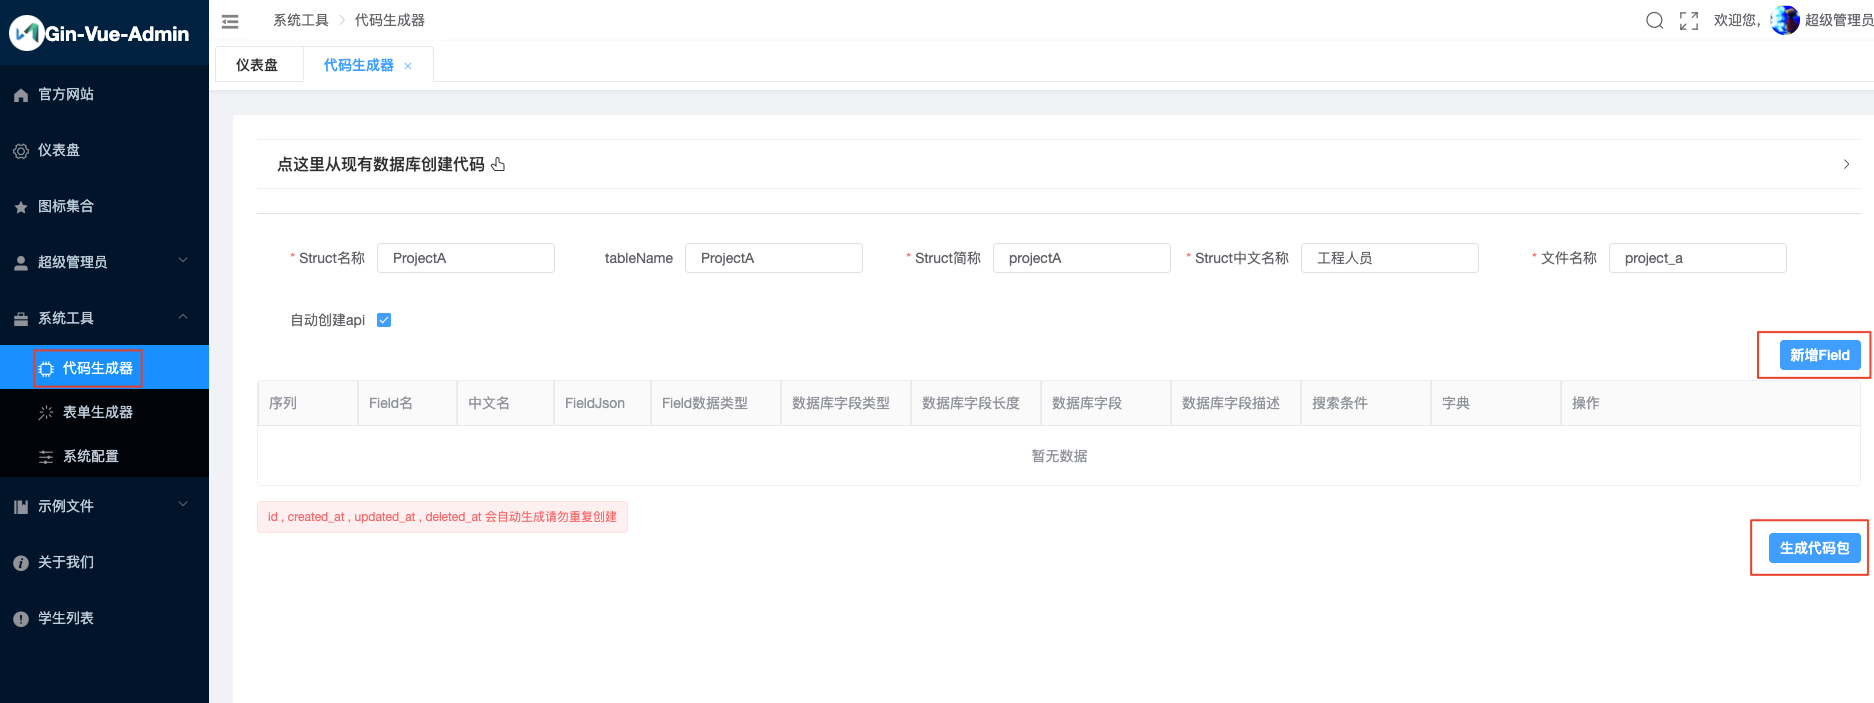 Gin-Vue-Admin
系统工具 代码生成器
欢迎您, 超级管理员
仪表盘 代码生成器 ×
官方网站
仪表盘
图标集合
超级管理员
系统工具
代码生成器
表单生成器
系统配置
示例文件
关于我们
学生列表
点这里从现有数据库创建代码
* Struct名称 ProjectA tableName ProjectA * Struct简称 projectA * Struct中文名称 工程人员 * 文件名称 project_a
自动创建api
新增Field
序列 Field名 中文名 FieldJson Field数据类型 数据库字段类型 数据库字段长度 数据库字段 数据库字段描述 搜索条件 字典 操作
暂无数据
id , created_at , updated_at , deleted_at 会自动生成请勿重复创建
生成代码包